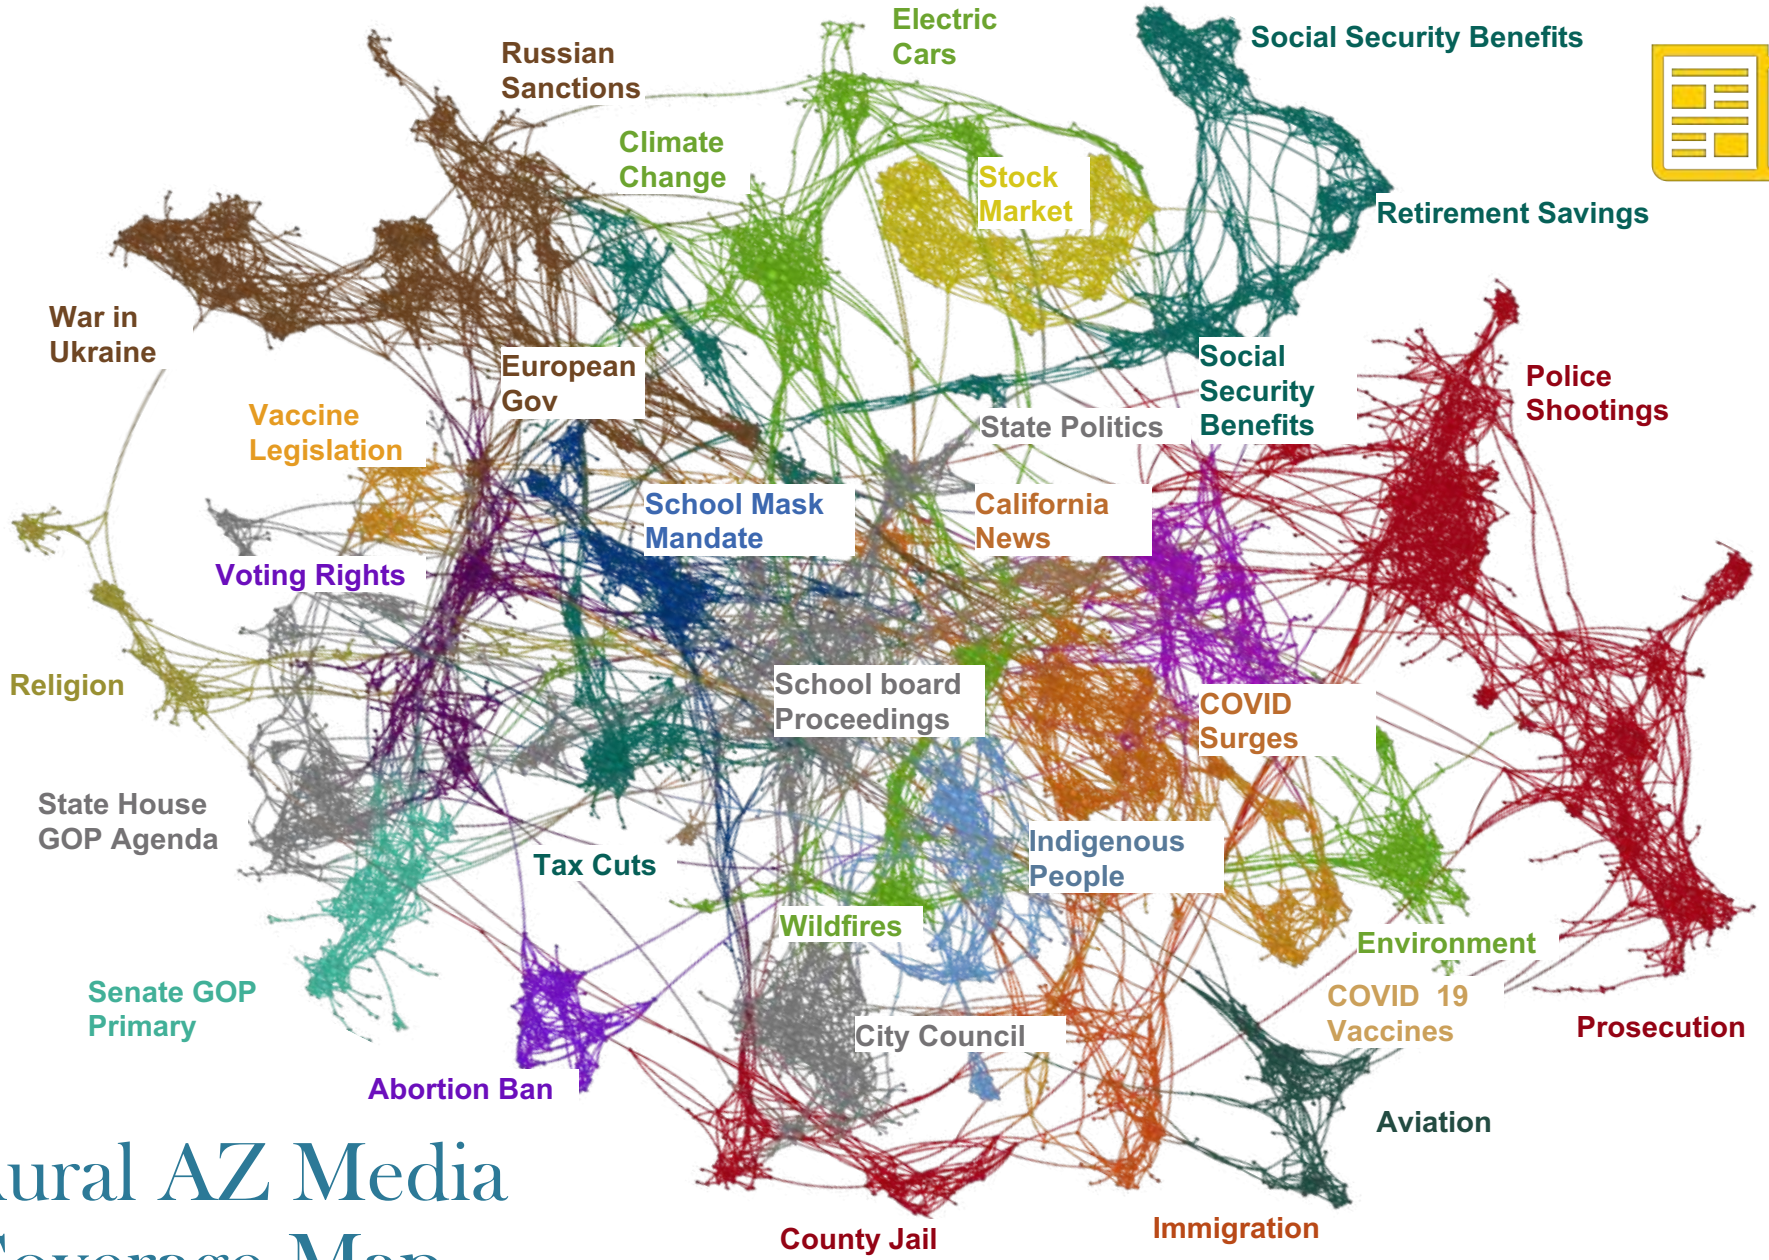 Electric
Cars
Social Security Benefits
Russian
Sanctions
Climate
Change
Stock
Market
Retirement Savings
War in
Ukraine
European
Gov
Social
Security
Benefits
Police
Shootings
Vaccine
Legislation
State Politics
School Mask
Mandate
California
News
Voting Rights
Religion
School board
Proceedings
COVID
Surges
State House
GOP Agenda
Tax Cuts
Indigenous
People
Wildfires
Environment
Senate GOP
Primary
COVID 19
Vaccines
Prosecution
City Council
Abortion Ban
Aviation
Rural AZ Media
Coverage Map
County Jail
Immigration